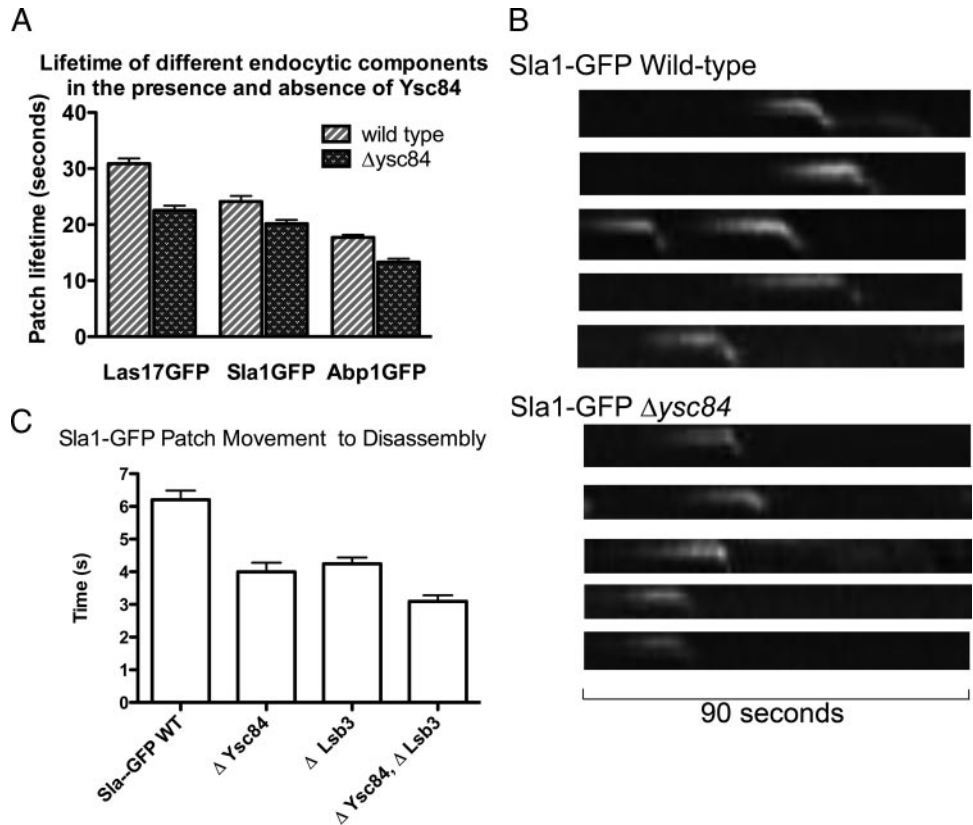 A
Lifetime of different endocytic components
in the presence and absence of Ysc84
Patch lifetime (seconds)
40
30
20
10
0
wild type
Δysc84
Las17GFP Sla1GFP Abp1GFP
B
Sla1-GFP Wild-type
Sla1-GFP Δysc84
90 seconds
C
Sla1-GFP Patch Movement to Disassembly
Time (s)
7
6
5
4
3
2
1
0
Sla--GFP WT
Δ Ysc84
Δ Lsb3
Δ Ysc84, Δ Lsb3